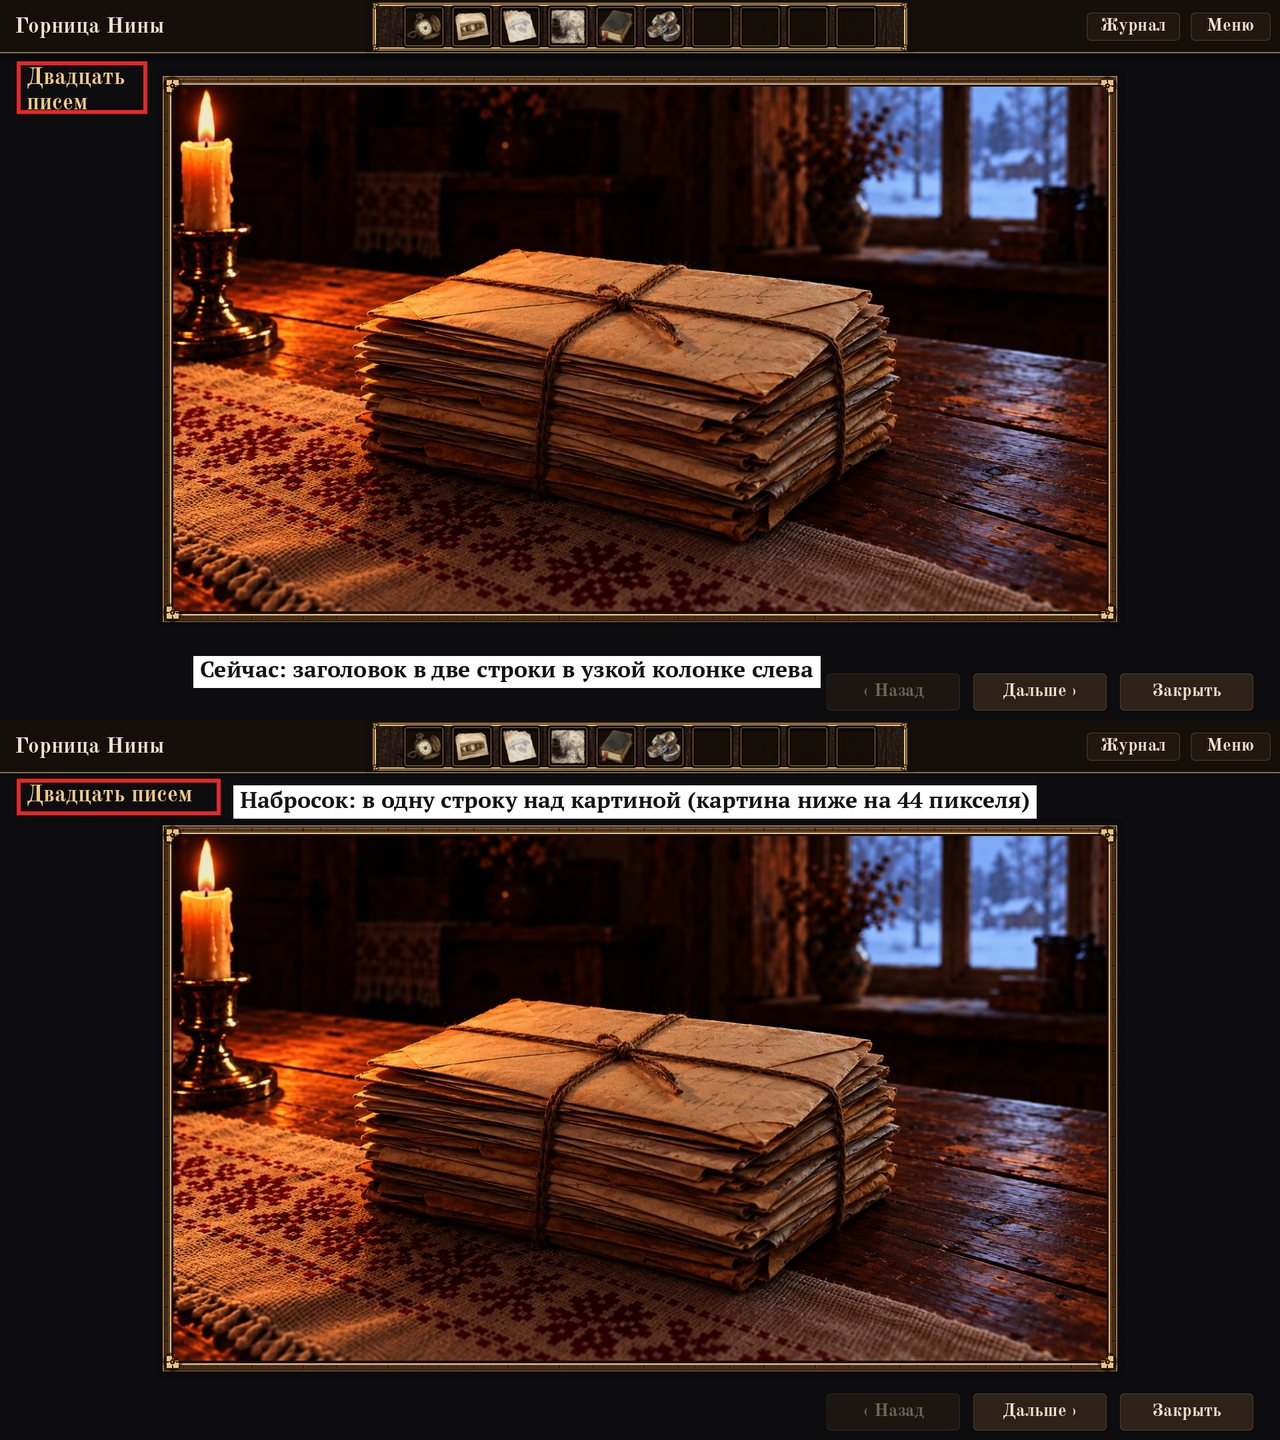 Горница Нины
Журнал
Меню
Двадцать
писем
Сейчас: заголовок в две строки в узкой колонке слева
‹ Назад
Дальше ›
Закрыть
Горница Нины
Журнал
Меню
Двадцать писем
Набросок: в одну строку над картиной (картина ниже на 44 пикселя)
‹ Назад
Дальше ›
Закрыть